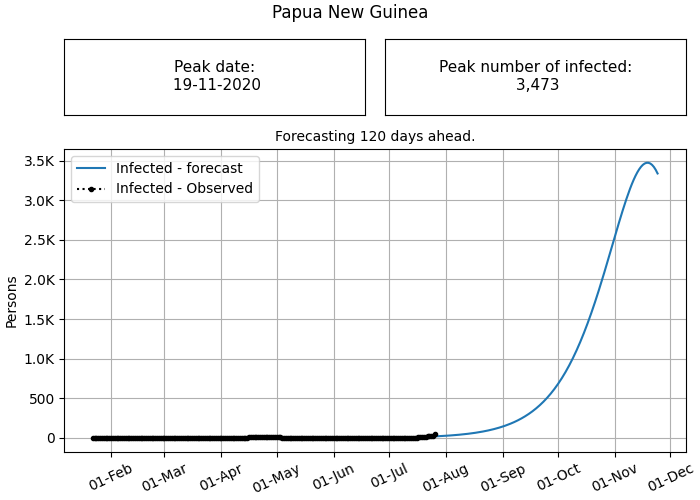 Papua New Guinea
Peak date:
19-11-2020
Peak number of infected:
3,473
Forecasting 120 days ahead.
Infected - forecast
Infected - Observed
3.5K
3.0K
2.5K
2.0K
1.5K
1.0K
500
0
Persons
01-Feb
01-Mar
01-Apr
01-May
01-Jun
01-Jul
01-Aug
01-Sep
01-Oct
01-Nov
01-Dec